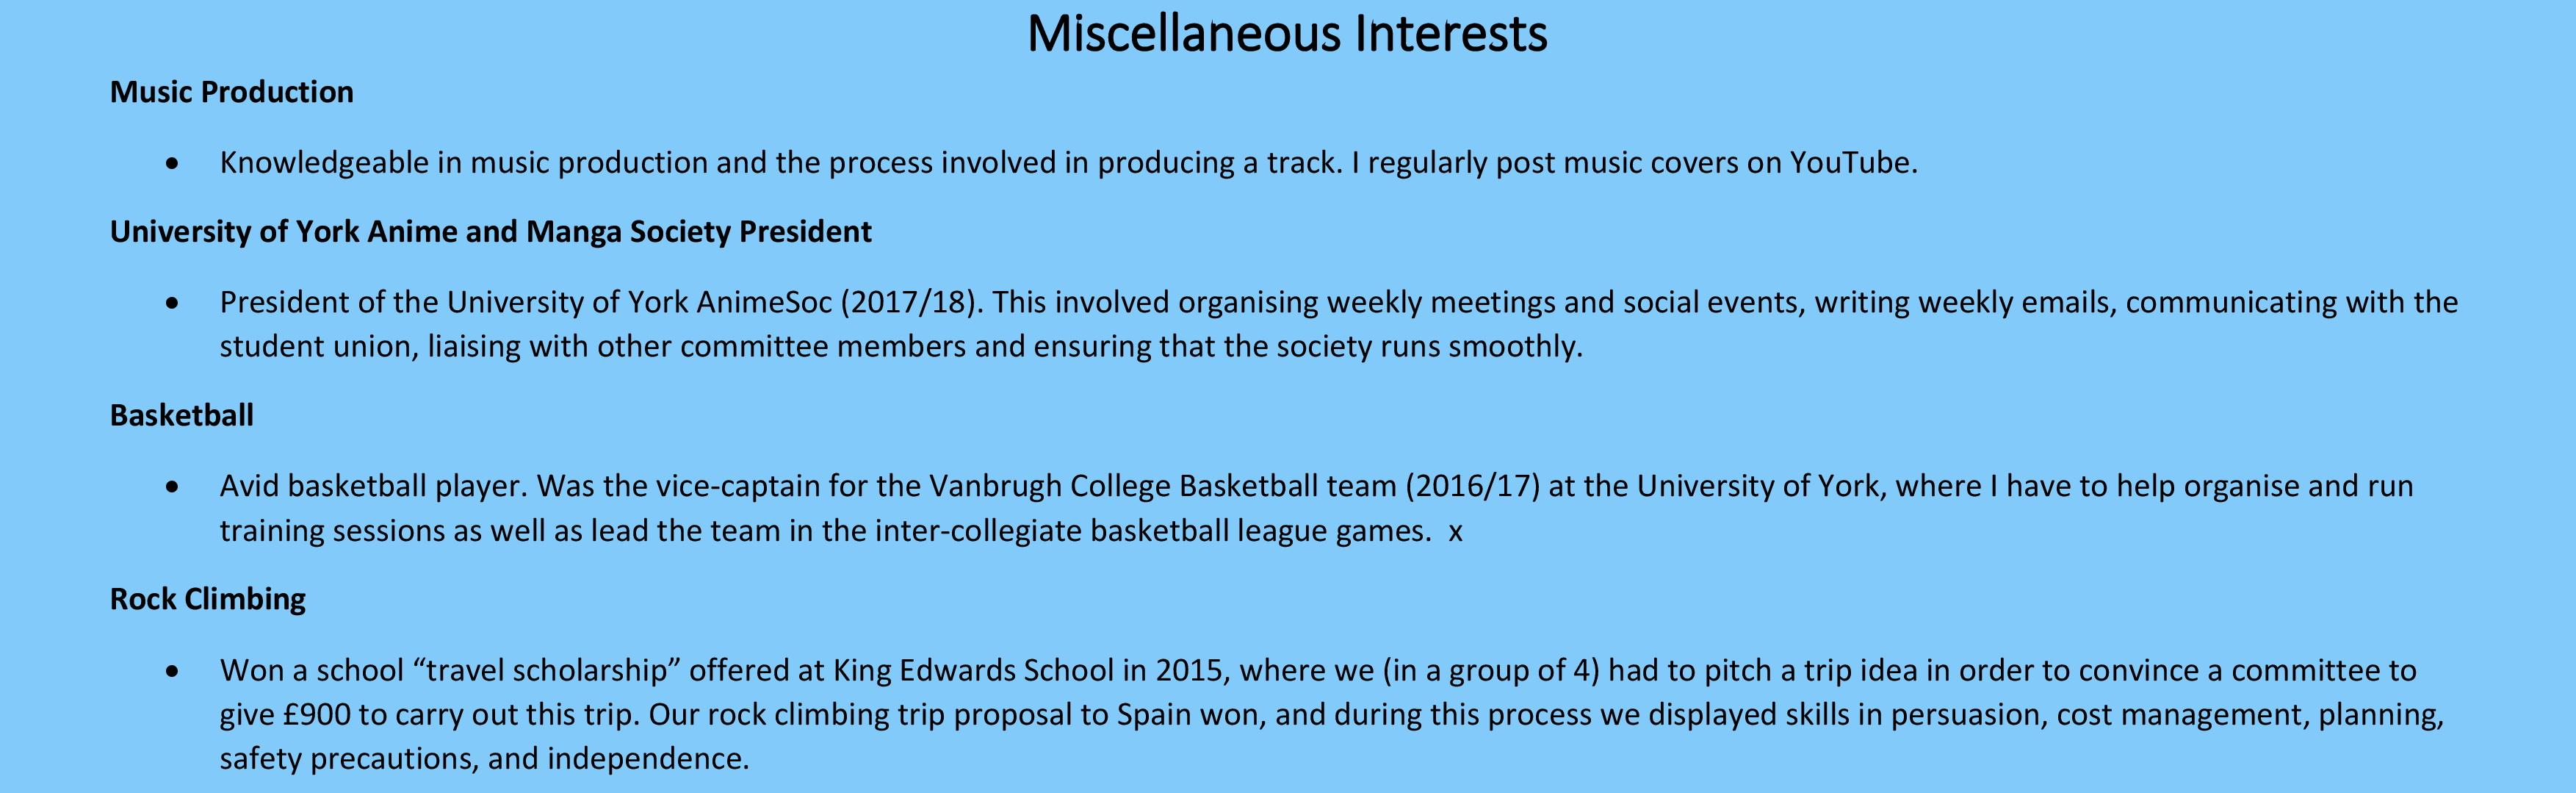 Miscellaneous Interests
Music Production
• Knowledgeable in music production and the process involved in producing a track. I regularly post music covers on YouTube.
University of York Anime and Manga Society President
• President of the University of York AnimeSoc (2017/18). This involved organising weekly meetings and social events, writing weekly emails, communicating with the
student union, liaising with other committee members and ensuring that the society runs smoothly.
Basketball
• Avid basketball player. Was the vice-captain for the Vanbrugh College Basketball team (2016/17) at the University of York, where I have to help organise and run
training sessions as well as lead the team in the inter-collegiate basketball league games.  x
Rock Climbing
• Won a school “travel scholarship” offered at King Edwards School in 2015, where we (in a group of 4) had to pitch a trip idea in order to convince a committee to
give £900 to carry out this trip. Our rock climbing trip proposal to Spain won, and during this process we displayed skills in persuasion, cost management, planning,
safety precautions, and independence.